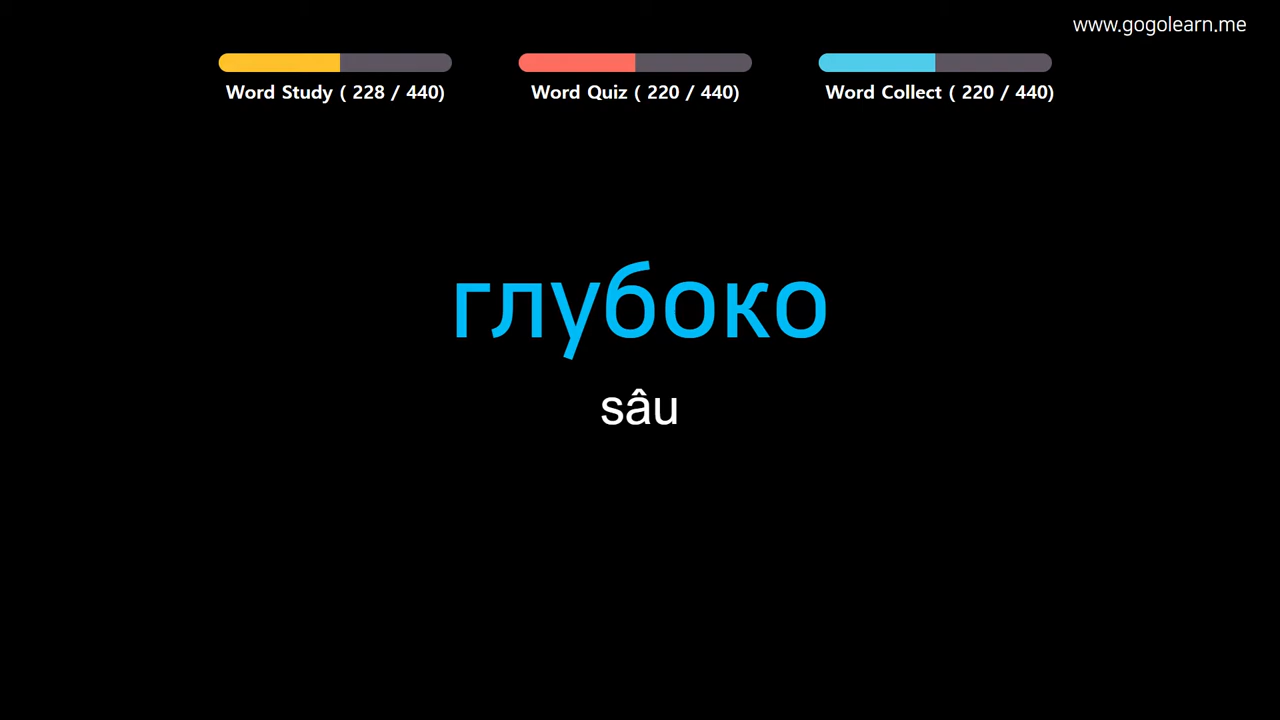 www.gogolearn.me
Word Study ( 228 / 440)
Word Quiz ( 220 / 440)
Word Collect ( 220 / 440)
глубоко
sâu